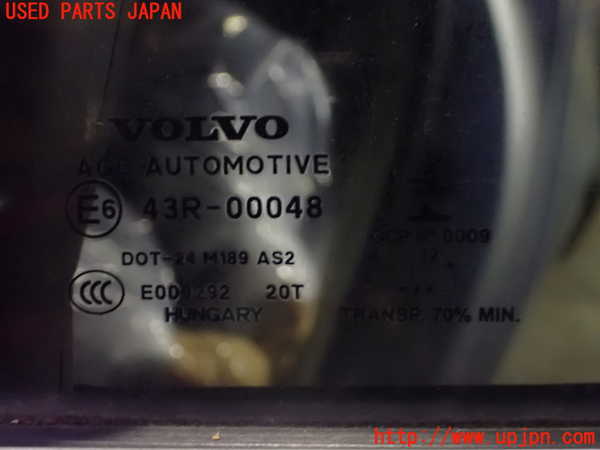 USED PARTS JAPAN
VOLVO
AUTOMOTIVE
E6 43R-00048
0009
DOT-24 M189 AS2
CCC 20T
HUNGARY TRANSP. 70% MIN.
http://www.upjpn.com/